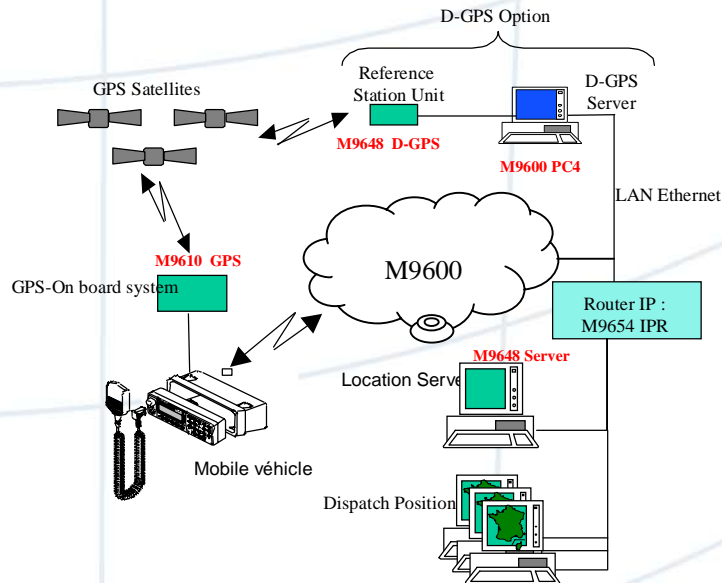 D-GPS Option
GPS Satellites
Reference
Station Unit
D-GPS
Server
M9648 D-GPS
M9600 PC4
LAN Ethernet
M9610 GPS
GPS-On board system
M9600
Router IP :
M9654 IPR
M9648 Server
Location Serve
Mobile véhicle
Dispatch Position